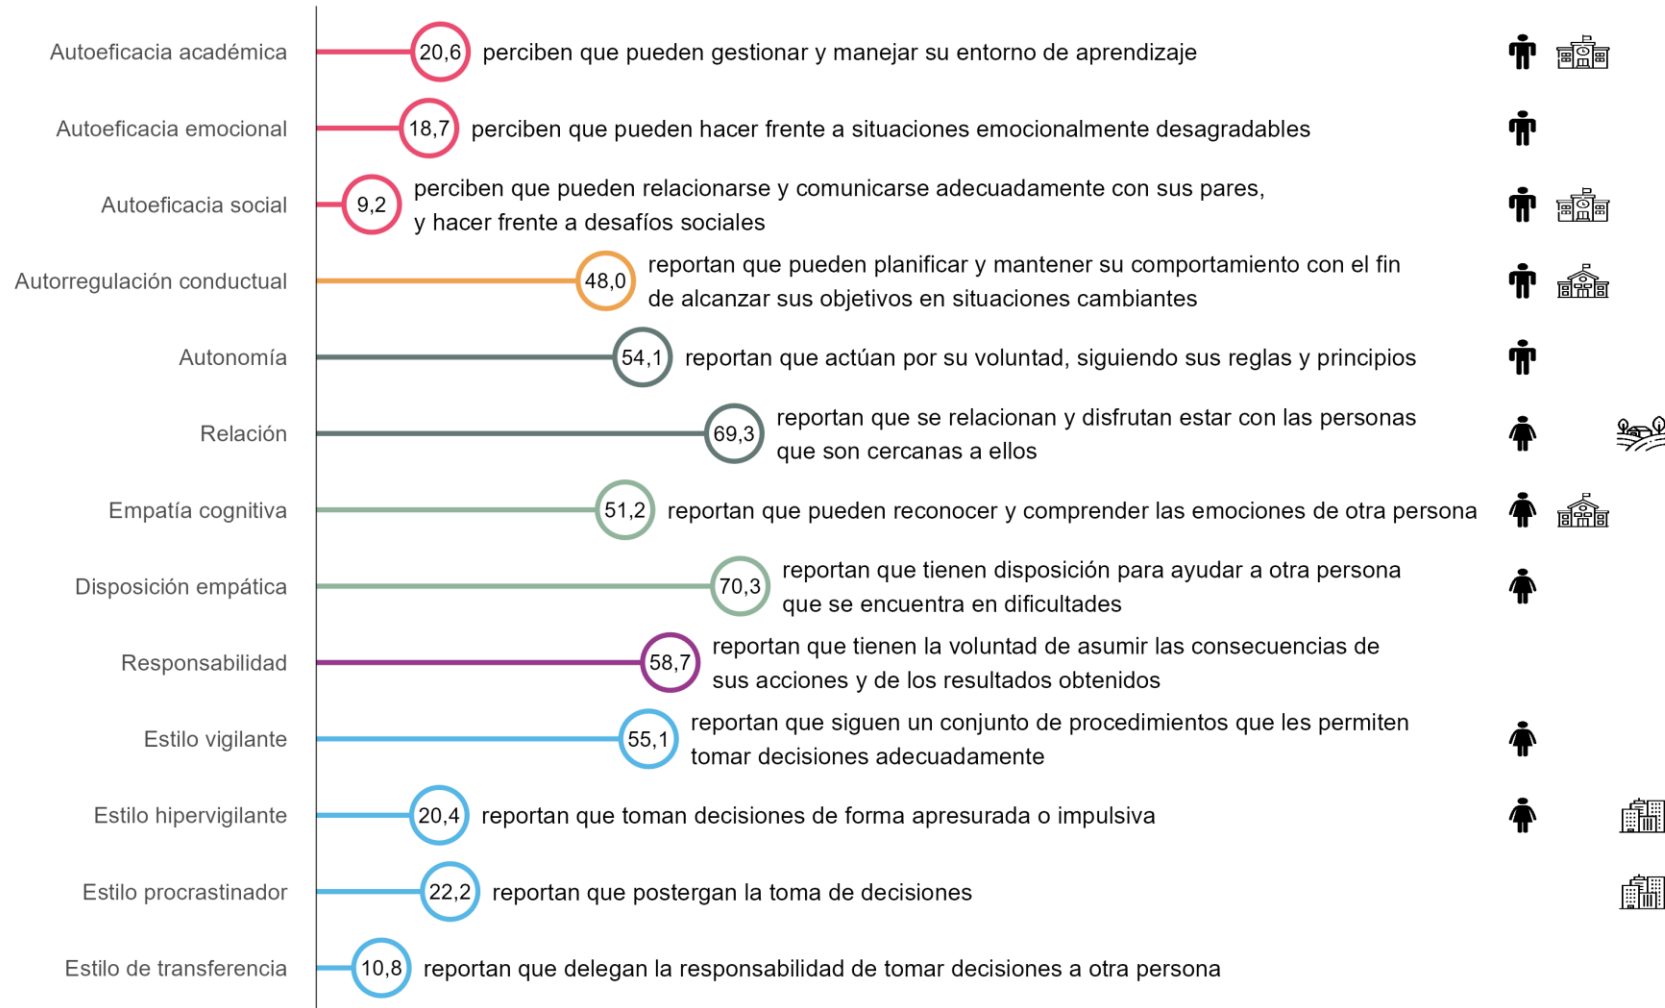 Autoeficacia académica
20,6
perciben que pueden gestionar y manejar su entorno de aprendizaje
Autoeficacia emocional
18,7
perciben que pueden hacer frente a situaciones emocionalmente desagradables
Autoeficacia social
9,2
perciben que pueden relacionarse y comunicarse adecuadamente con sus pares,
y hacer frente a desafíos sociales
Autorregulación conductual
48,0
reportan que pueden planificar y mantener su comportamiento con el fin
de alcanzar sus objetivos en situaciones cambiantes
Autonomía
54,1
reportan que actúan por su voluntad, siguiendo sus reglas y principios
Relación
69,3
reportan que se relacionan y disfrutan estar con las personas
que son cercanas a ellos
Empatía cognitiva
51,2
reportan que pueden reconocer y comprender las emociones de otra persona
Disposición empática
70,3
reportan que tienen disposición para ayudar a otra persona
que se encuentra en dificultades
Responsabilidad
58,7
reportan que tienen la voluntad de asumir las consecuencias de
sus acciones y de los resultados obtenidos
Estilo vigilante
55,1
reportan que siguen un conjunto de procedimientos que les permiten
tomar decisiones adecuadamente
Estilo hipervigilante
20,4
reportan que toman decisiones de forma apresurada o impulsiva
Estilo procrastinador
22,2
reportan que postergan la toma de decisiones
Estilo de transferencia
10,8
reportan que delegan la responsabilidad de tomar decisiones a otra persona